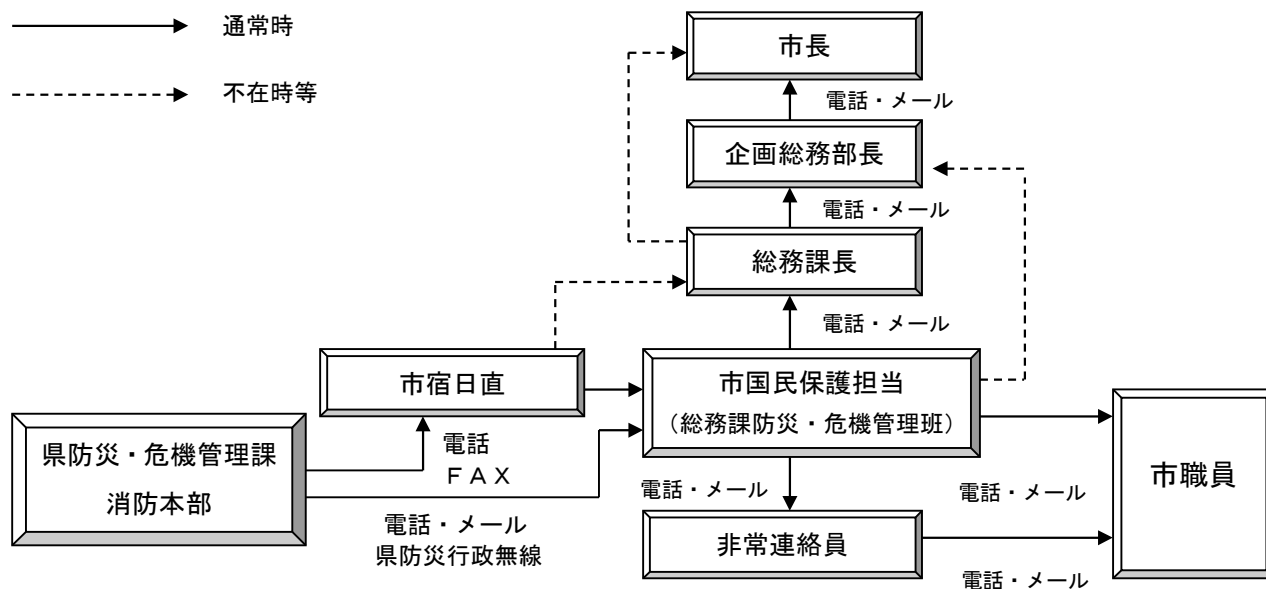 通常時
不在時等
市長
電話・メール
企画総務部長
電話・メール
総務課長
電話・メール
市宿日直
市国民保護担当
（総務課防災・危機管理班）
県防災・危機管理課
消防本部
電話
ＦＡＸ
電話・メール
県防災行政無線
電話・メール
非常連絡員
電話・メール
電話・メール
市職員